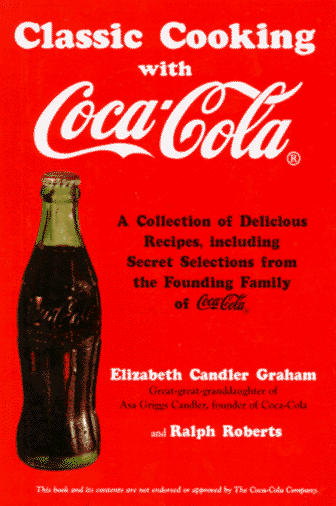 Classic Cooking
with
Coca-Cola®
A Collection of Delicious
Recipes, including
Secret Selections from
the Founding Family
of Coca-Cola®
Coca-Cola
Elizabeth Candler Graham
Great-great-granddaughter of
Asa Griggs Candler, founder of Coca-Cola
and Ralph Roberts
This book and its contents are not endorsed or approved by The Coca-Cola Company.